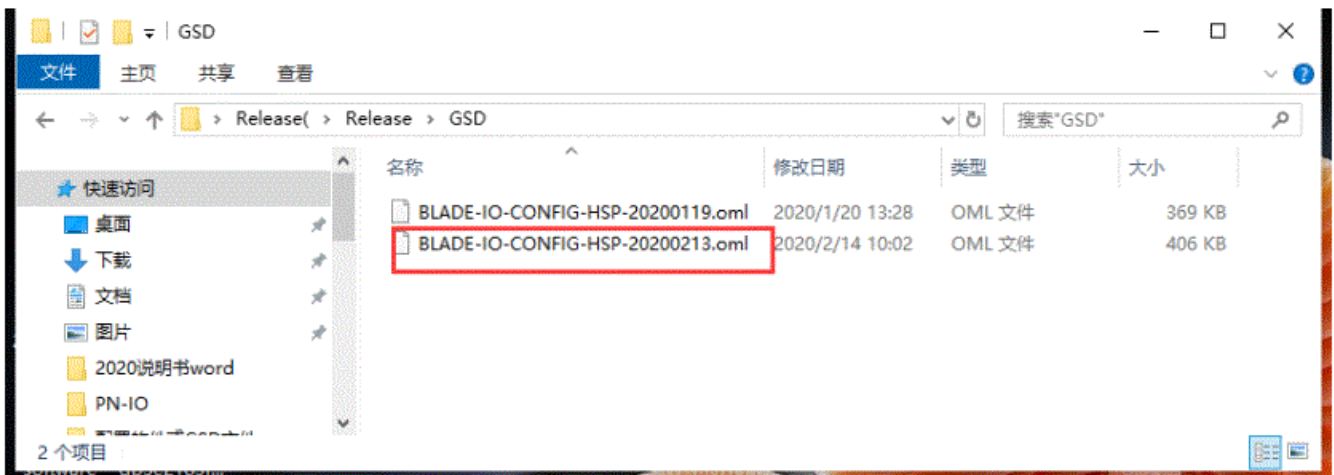 GSD
文件 主页 共享 查看
Release( > Release > GSD 搜索"GSD"
名称 修改日期 类型 大小
快速访问
BLADE-IO-CONFIG-HSP-20200119.oml 2020/1/20 13:28 OML 文件 369 KB
桌面
BLADE-IO-CONFIG-HSP-20200213.oml 2020/2/14 10:02 OML 文件 406 KB
下载
文档
图片
2020说明书word
PN-IO
2 个项目